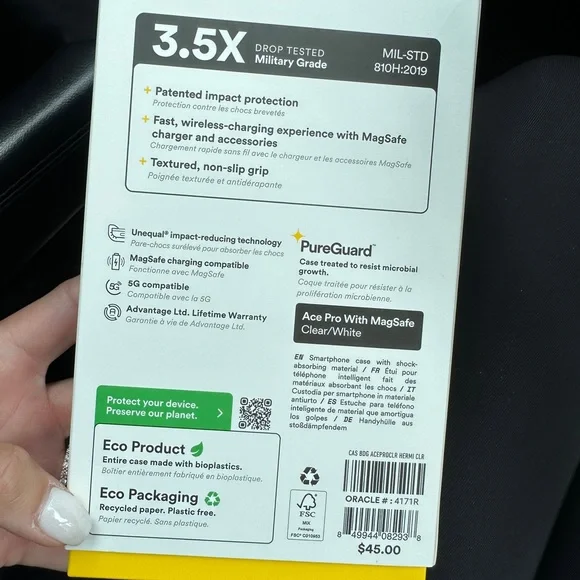 3.5X
DROP TESTED
Military Grade
MIL-STD
810H:2019
+ Patented impact protection
Protection contre les chocs brevetés
+ Fast, wireless-charging experience with MagSafe
charger and accessories
Chargement rapide sans fil avec le chargeur et les accessoires MagSafe
+ Textured, non-slip grip
Poignée texturée et antidérapante
Unequal® impact-reducing technology
Pare-chocs surélevé pour absorber les chocs
MagSafe charging compatible
Fonctionne avec MagSafe
5G
5G compatible
Compatible avec la 5G
Advantage Ltd. Lifetime Warranty
Garantie à vie de Advantage Ltd.
PureGuard™
Case treated to resist microbial
growth.
Coque traitée pour résister à la
prolifération microbienne.
Ace Pro With MagSafe
Clear/White
EN Smartphone case with shock-
absorbing material / FR Étui pour
téléphone intelligent fait des
matériaux absorbant les chocs / IT
Custodia per smartphone in materiale
antiurto / ES Estuche para teléfono
inteligente de material que amortigua
los golpes / DE Handyhülle aus
stoßdämpfendem
Protect your device.
Preserve our planet.
Eco Product
Entire case made with bioplastics.
Boîtier entièrement fabriqué en bioplastique.
Eco Packaging
Recycled paper. Plastic free.
Papier recyclé. Sans plastique.
FSC
MIX
Packaging
CAS BDG ACEPROCLR HERMI CLR
ORACLE # : 4171R
8 49944 08293 8
$45.00